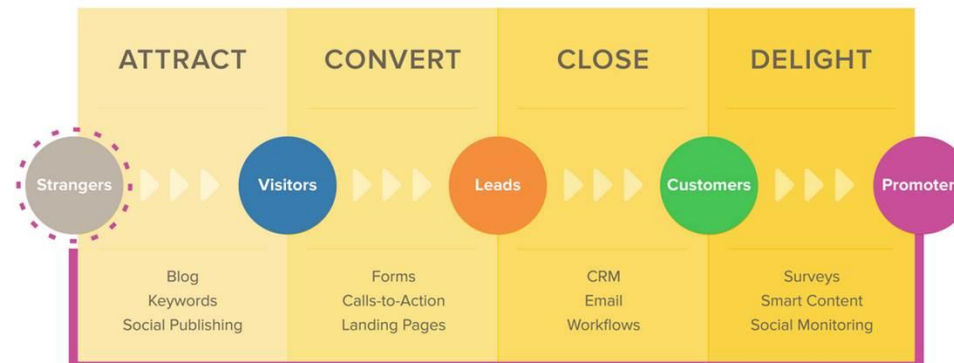 ATTRACT CONVERT CLOSE DELIGHT
Strangers Visitors Leads Customers Promoter
Blog Forms CRM Surveys
Keywords Calls-to-Action Email Smart Content
Social Publishing Landing Pages Workflows Social Monitoring